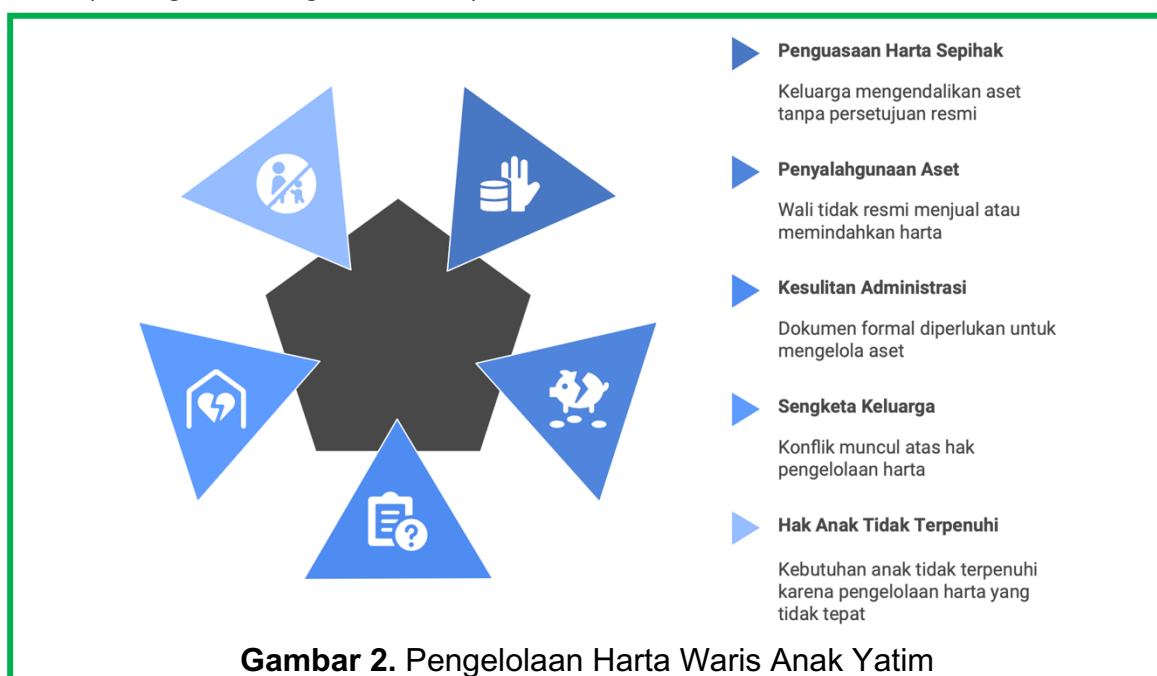 Penguasaan Harta Sepihak
Keluarga mengendalikan aset
tanpa persetujuan resmi
Penyalahgunaan Aset
Wali tidak resmi menjual atau
memindahkan harta
Kesulitan Administrasi
Dokumen formal diperlukan untuk
mengelola aset
Sengketa Keluarga
Konflik muncul atas hak
pengelolaan harta
Hak Anak Tidak Terpenuhi
Kebutuhan anak tidak terpenuhi
karena pengelolaan harta yang
tidak tepat
Gambar 2. Pengelolaan Harta Waris Anak Yatim